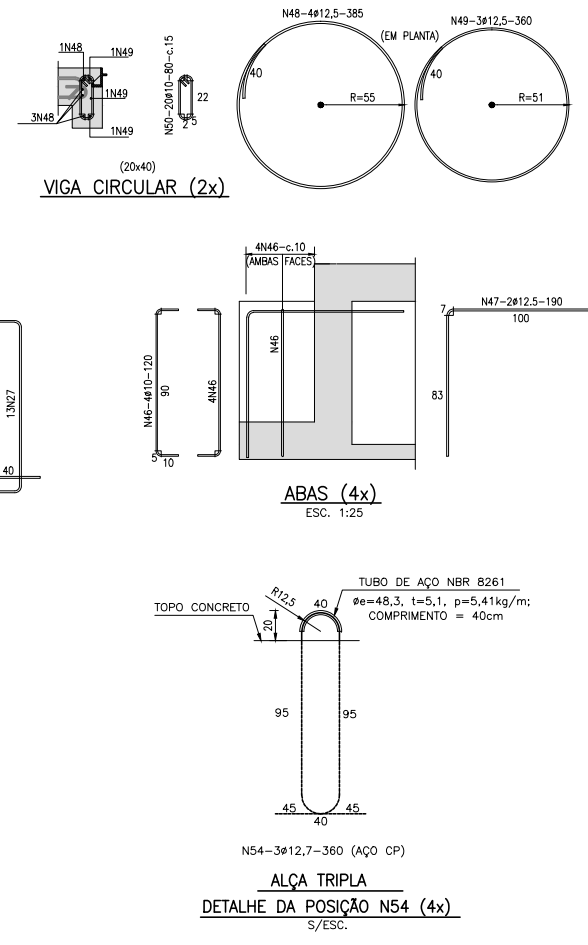 N48-4ø12,5-385
N49-3ø12,5-360
(EM PLANTA)
1N48
1N49
40
R=55
40
R=51
1N49
3N48
1N49
N50-20ø10-80-c.15
22
2
5
(20x40)
VIGA CIRCULAR (2x)
4N46-c.10
(AMBAS FACES)
N46-4ø10-120
90
5
10
4N46
N46
N47-2ø12.5-190
7
100
83
13N27
40
ABAS (4x)
ESC. 1:25
TUBO DE AÇO NBR 8261
øe=48,3, t=5,1, p=5,41kg/m;
COMPRIMENTO = 40cm
TOPO CONCRETO
R12,5
40
20
95
95
45
40
45
N54-3ø12,7-360 (AÇO CP)
ALÇA TRIPLA
DETALHE DA POSIÇÃO N54 (4x)
S/ESC.